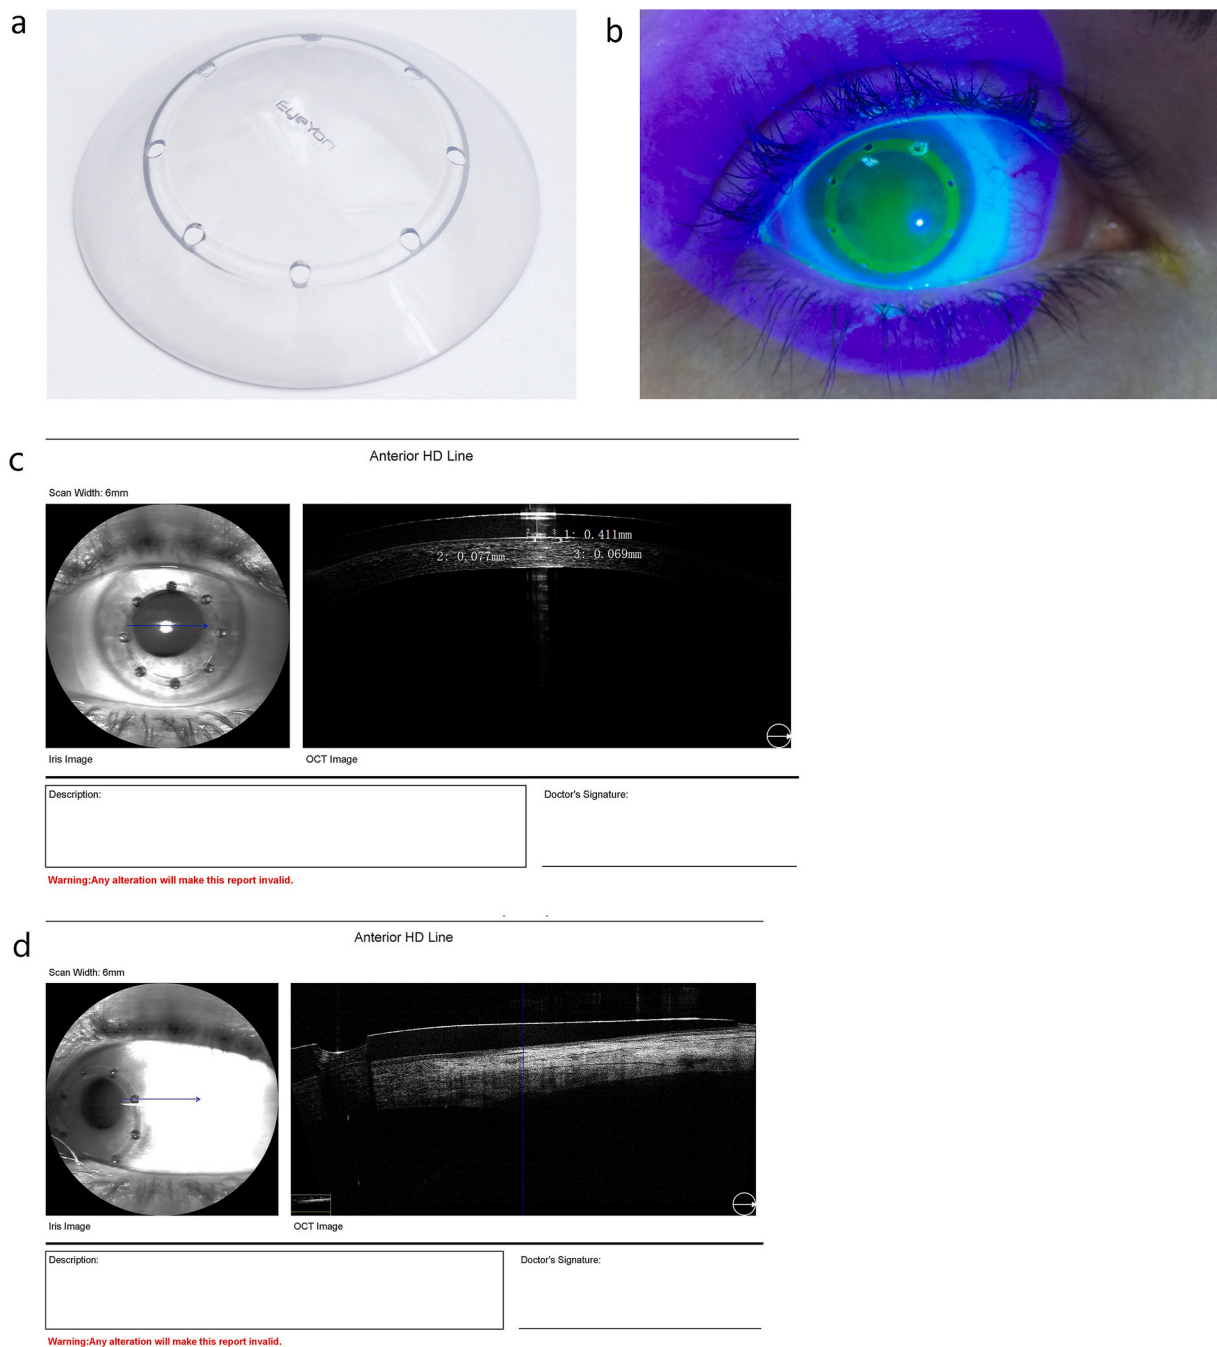 a
EyeYon
b
c
Anterior HD Line
Scan Width: 6mm
1: 0.411mm
2: 0.077mm
3: 0.069mm
Iris Image
OCT Image
Description:
Doctor's Signature:
Warning:Any alteration will make this report invalid.
d
Anterior HD Line
Scan Width: 6mm
Iris Image
OCT Image
Description:
Doctor's Signature:
Warning:Any alteration will make this report invalid.